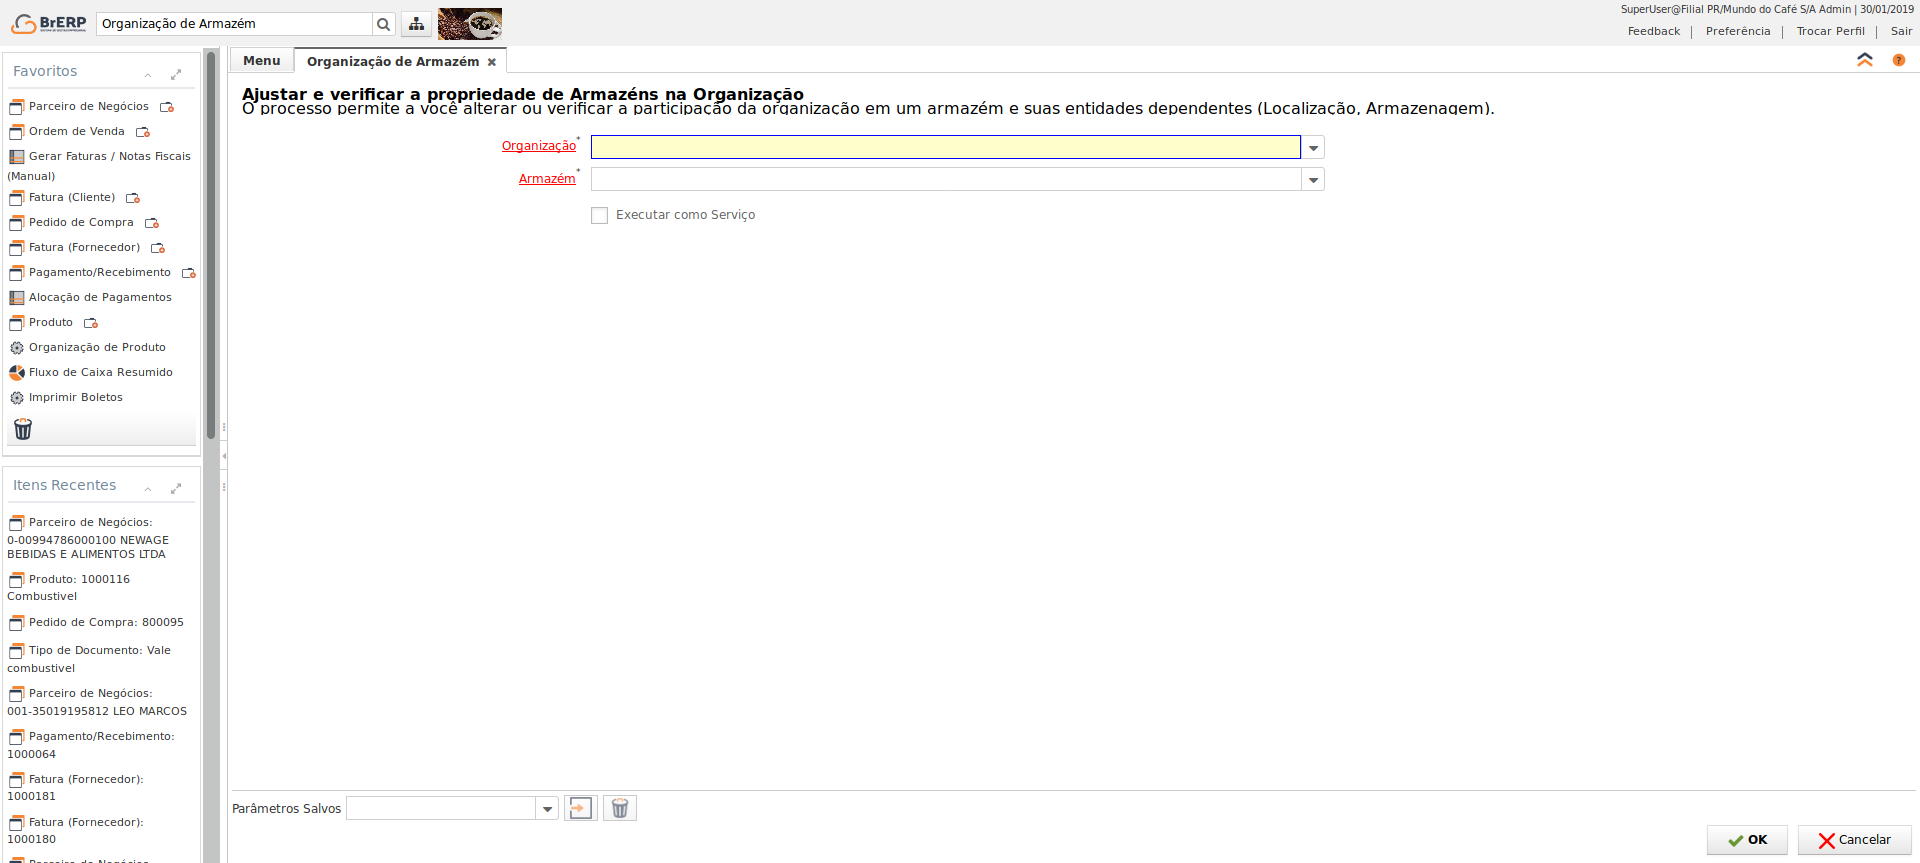 BrERP
Organização de Armazém
SuperUser@Filial PR/Mundo do Café S/A Admin | 30/01/2019
Feedback | Preferência | Trocar Perfil | Sair
Favoritos
Parceiro de Negócios
Ordem de Venda
Gerar Faturas / Notas Fiscais
(Manual)
Fatura (Cliente)
Pedido de Compra
Fatura (Fornecedor)
Pagamento/Recebimento
Alocação de Pagamentos
Produto
Organização de Produto
Fluxo de Caixa Resumido
Imprimir Boletos
Itens Recentes
Parceiro de Negócios:
0-00994786000100 NEWAGE
BEBIDAS E ALIMENTOS LTDA
Produto: 1000116
Combustivel
Pedido de Compra: 800095
Tipo de Documento: Vale
combustivel
Parceiro de Negócios:
001-35019195812 LEO MARCOS
Pagamento/Recebimento:
1000064
Fatura (Fornecedor):
1000181
Fatura (Fornecedor):
1000180
Parceiro de Negócios
Menu
Organização de Armazém
Ajustar e verificar a propriedade de Armazéns na Organização
O processo permite a você alterar ou verificar a participação da organização em um armazém e suas entidades dependentes (Localização, Armazenagem).
Organização*
Armazém*
Executar como Serviço
Parâmetros Salvos
OK
Cancelar